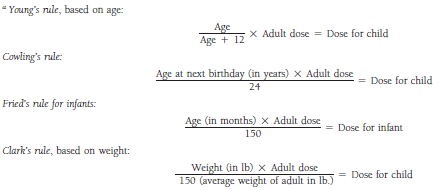 a Young's rule, based on age:
Age
Age + 12
× Adult dose = Dose for child
Cowling's rule:
Age at next birthday (in years) × Adult dose
24
= Dose for child
Fried's rule for infants:
Age (in months) × Adult dose
150
= Dose for infant
Clark's rule, based on weight:
Weight (in lb) × Adult dose
150 (average weight of adult in lb.)
= Dose for child